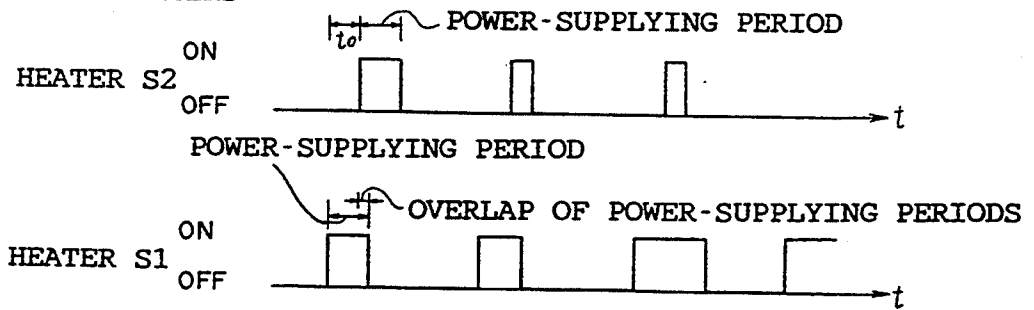 POWER-SUPPLYING PERIOD
to
ON
HEATER S2
OFF
t
POWER-SUPPLYING PERIOD
OVERLAP OF POWER-SUPPLYING PERIODS
ON
HEATER S1
OFF
t